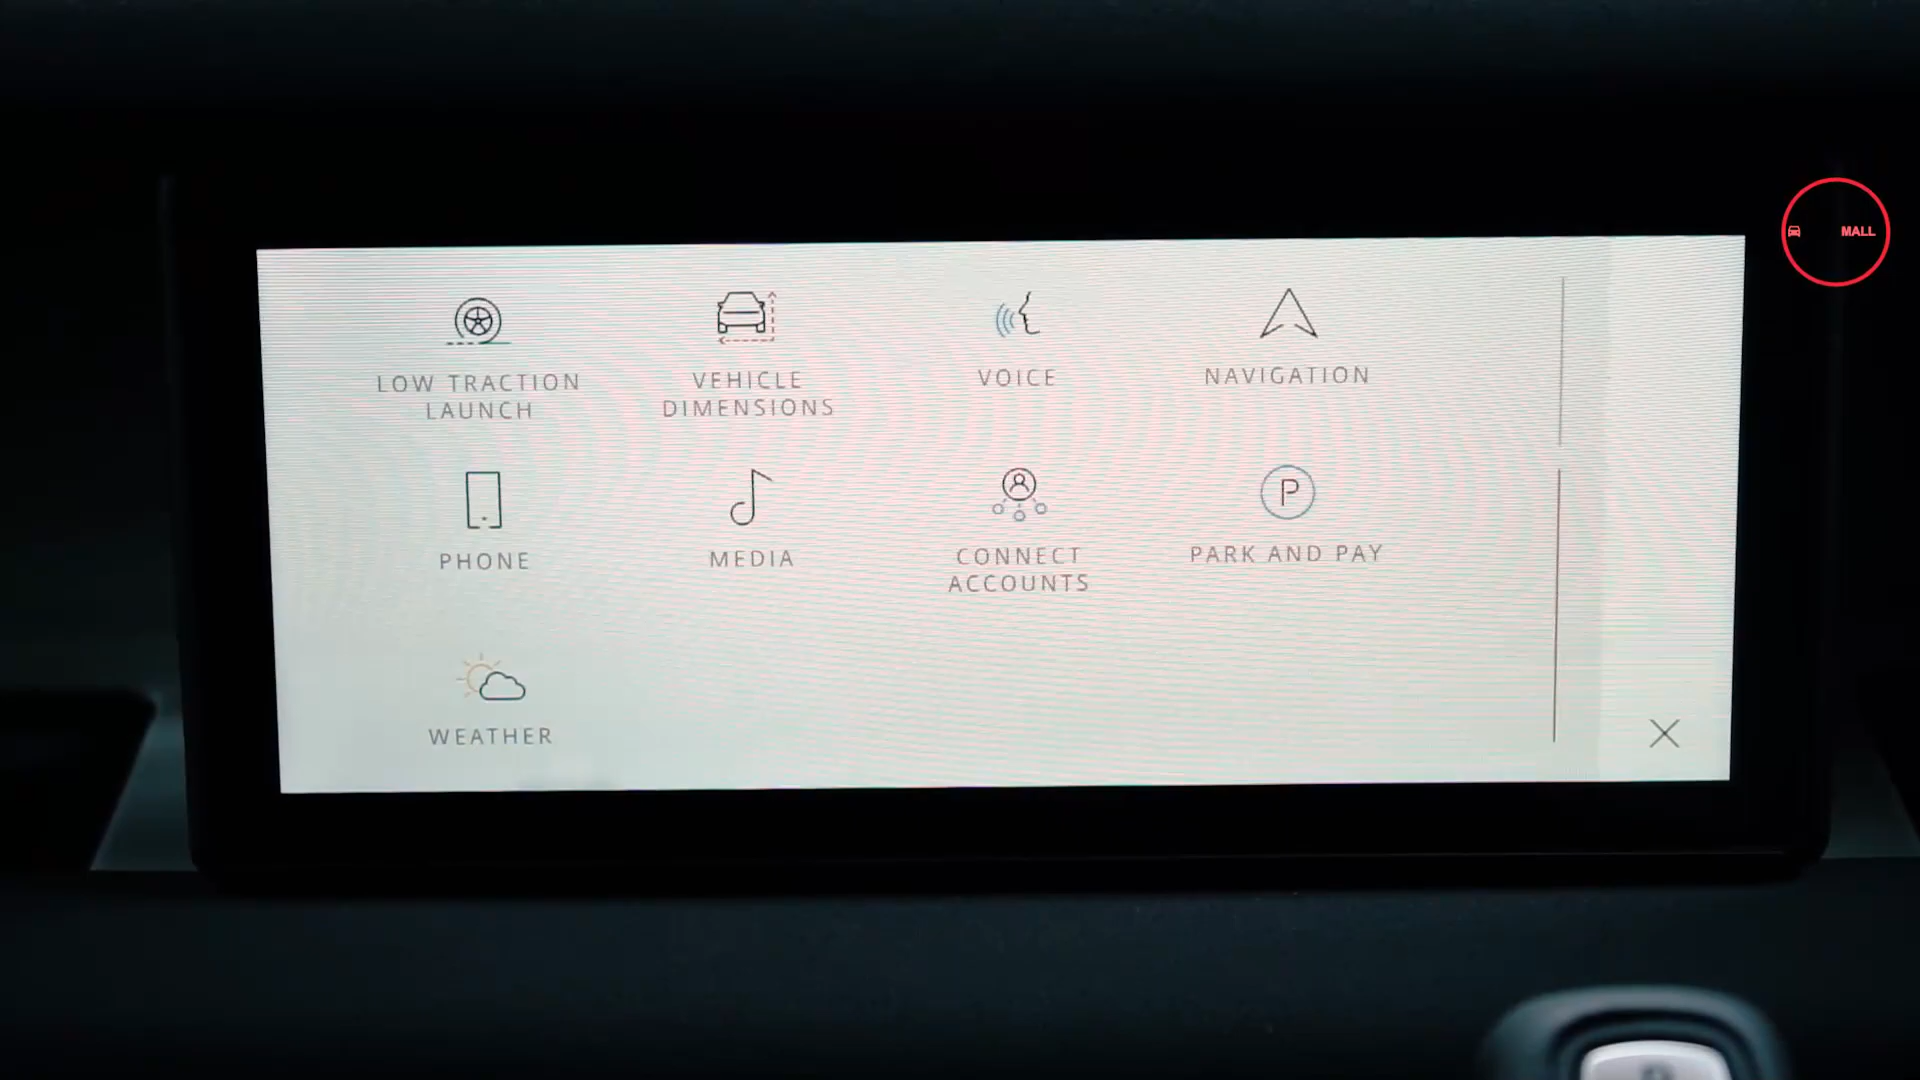 MALL
LOW TRACTION
LAUNCH
VEHICLE
DIMENSIONS
VOICE
NAVIGATION
PHONE
MEDIA
CONNECT
ACCOUNTS
P
PARK AND PAY
WEATHER